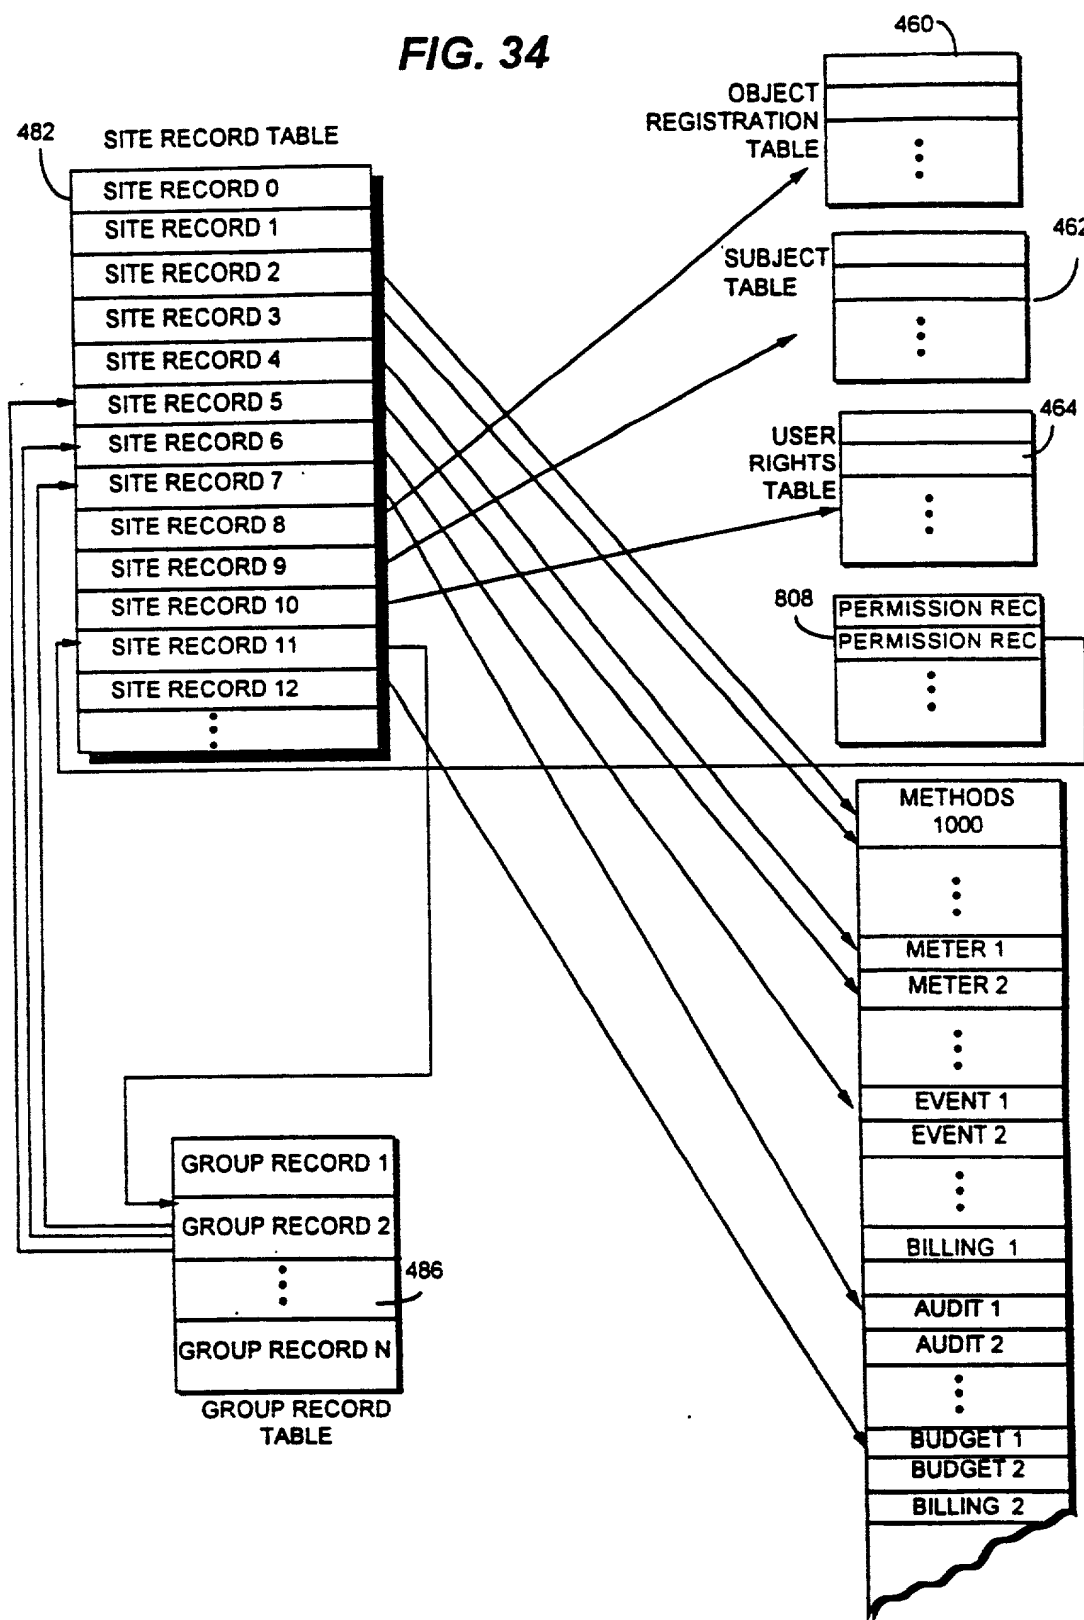 FIG. 34
460
OBJECT
REGISTRATION
TABLE
482
SITE RECORD TABLE
SITE RECORD 0
SITE RECORD 1
SITE RECORD 2
SITE RECORD 3
SITE RECORD 4
SITE RECORD 5
SITE RECORD 6
SITE RECORD 7
SITE RECORD 8
SITE RECORD 9
SITE RECORD 10
SITE RECORD 11
SITE RECORD 12
462
SUBJECT
TABLE
464
USER
RIGHTS
TABLE
808
PERMISSION REC
PERMISSION REC
METHODS
1000
METER 1
METER 2
EVENT 1
EVENT 2
BILLING 1
AUDIT 1
AUDIT 2
BUDGET 1
BUDGET 2
BILLING 2
GROUP RECORD 1
GROUP RECORD 2
486
GROUP RECORD N
GROUP RECORD
TABLE